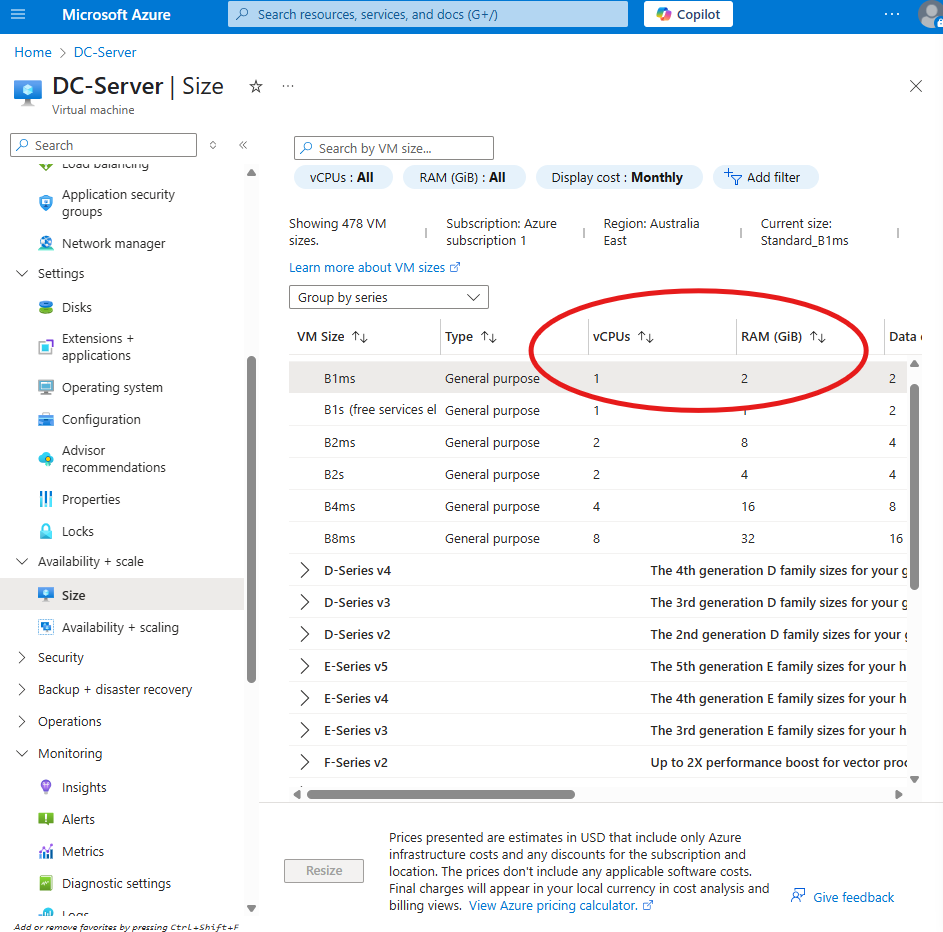 Microsoft Azure
Search resources, services, and docs (G+/)
Copilot
Home > DC-Server
DC-Server | Size
Virtual machine
Search
Load balancing
Application security
groups
Network manager
Settings
Disks
Extensions +
applications
Operating system
Configuration
Advisor
recommendations
Properties
Locks
Availability + scale
Size
Availability + scaling
Security
Backup + disaster recovery
Operations
Monitoring
Insights
Alerts
Metrics
Diagnostic settings
Logs
Add or remove favorites by pressing Ctrl+Shift+F
Search by VM size...
vCPUs : All
RAM (GiB) : All
Display cost : Monthly
Add filter
Showing 478 VM
sizes.
Subscription: Azure
subscription 1
Region: Australia
East
Current size:
Standard_B1ms
Learn more about VM sizes
Group by series
VM Size Type vCPUs RAM (GiB) Data
B1ms General purpose 1 2 2
B1s (free services el General purpose 1 1 2
B2ms General purpose 2 8 4
B2s General purpose 2 4 4
B4ms General purpose 4 16 8
B8ms General purpose 8 32 16
D-Series v4 The 4th generation D family sizes for your g
D-Series v3 The 3rd generation D family sizes for your g
D-Series v2 The 2nd generation D family sizes for your g
E-Series v5 The 5th generation E family sizes for your h
E-Series v4 The 4th generation E family sizes for your h
E-Series v3 The 3rd generation E family sizes for your h
F-Series v2 Up to 2X performance boost for vector proc
Resize
Prices presented are estimates in USD that include only Azure
infrastructure costs and any discounts for the subscription and
location. The prices don't include any applicable software costs.
Final charges will appear in your local currency in cost analysis and
billing views. View Azure pricing calculator.
Give feedback